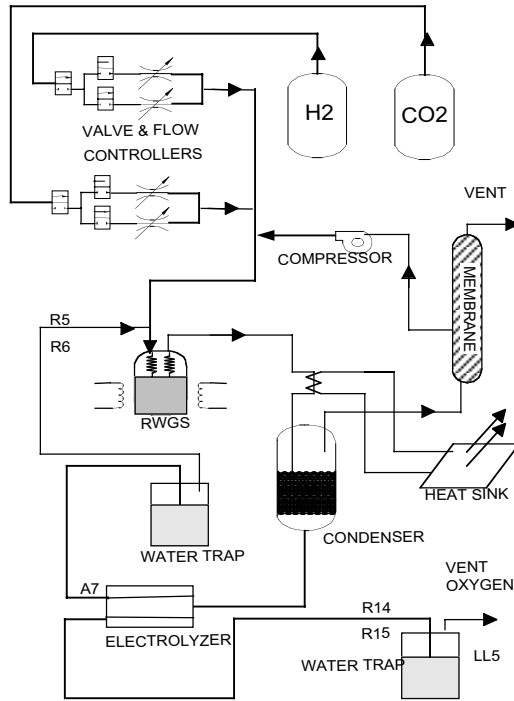 H2
CO2
VALVE & FLOW
CONTROLLERS
VENT
COMPRESSOR
MEMBRANE
R5
R6
RWGS
HEAT SINK
CONDENSER
WATER TRAP
VENT
OXYGEN
A7
R14
ELECTROLYZER
R15
WATER TRAP
LL5